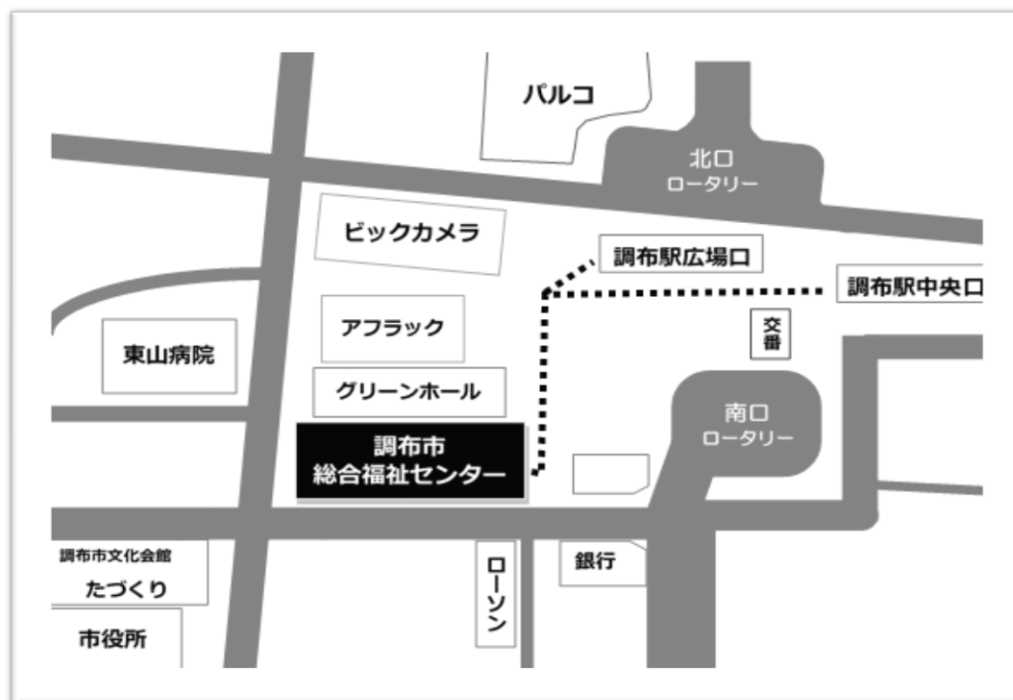 パルコ
北口
ロータリー
ビックカメラ
調布駅広場口
調布駅中央口
アフラック
交番
東山病院
グリーンホール
南口
ロータリー
調布市
総合福祉センター
調布市文化会館
たづくり
ローソン
銀行
市役所